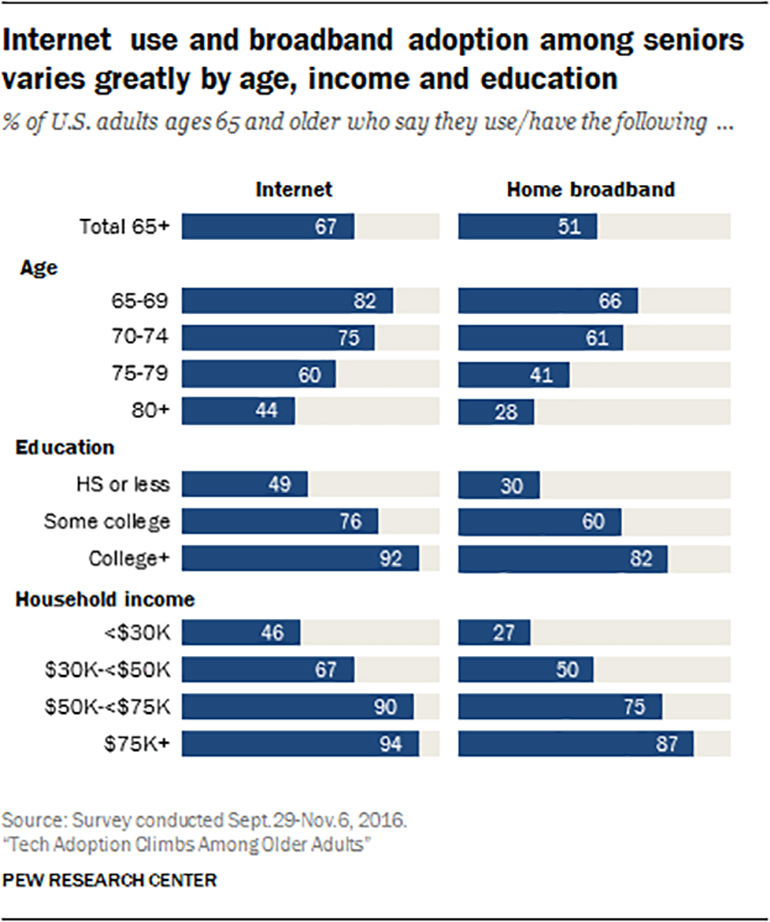 Internet use and broadband adoption among seniors
varies greatly by age, income and education
% of U.S. adults ages 65 and older who say they use/have the following ...
Internet Home broadband
Total 65+ 67 51
Age
65-69 82 66
70-74 75 61
75-79 60 41
80+ 44 28
Education
HS or less 49 30
Some college 76 60
College+ 92 82
Household income
<$30K 46 27
$30K-<$50K 67 50
$50K-<$75K 90 75
$75K+ 94 87
Source: Survey conducted Sept.29-Nov.6, 2016.
“Tech Adoption Climbs Among Older Adults”
PEW RESEARCH CENTER